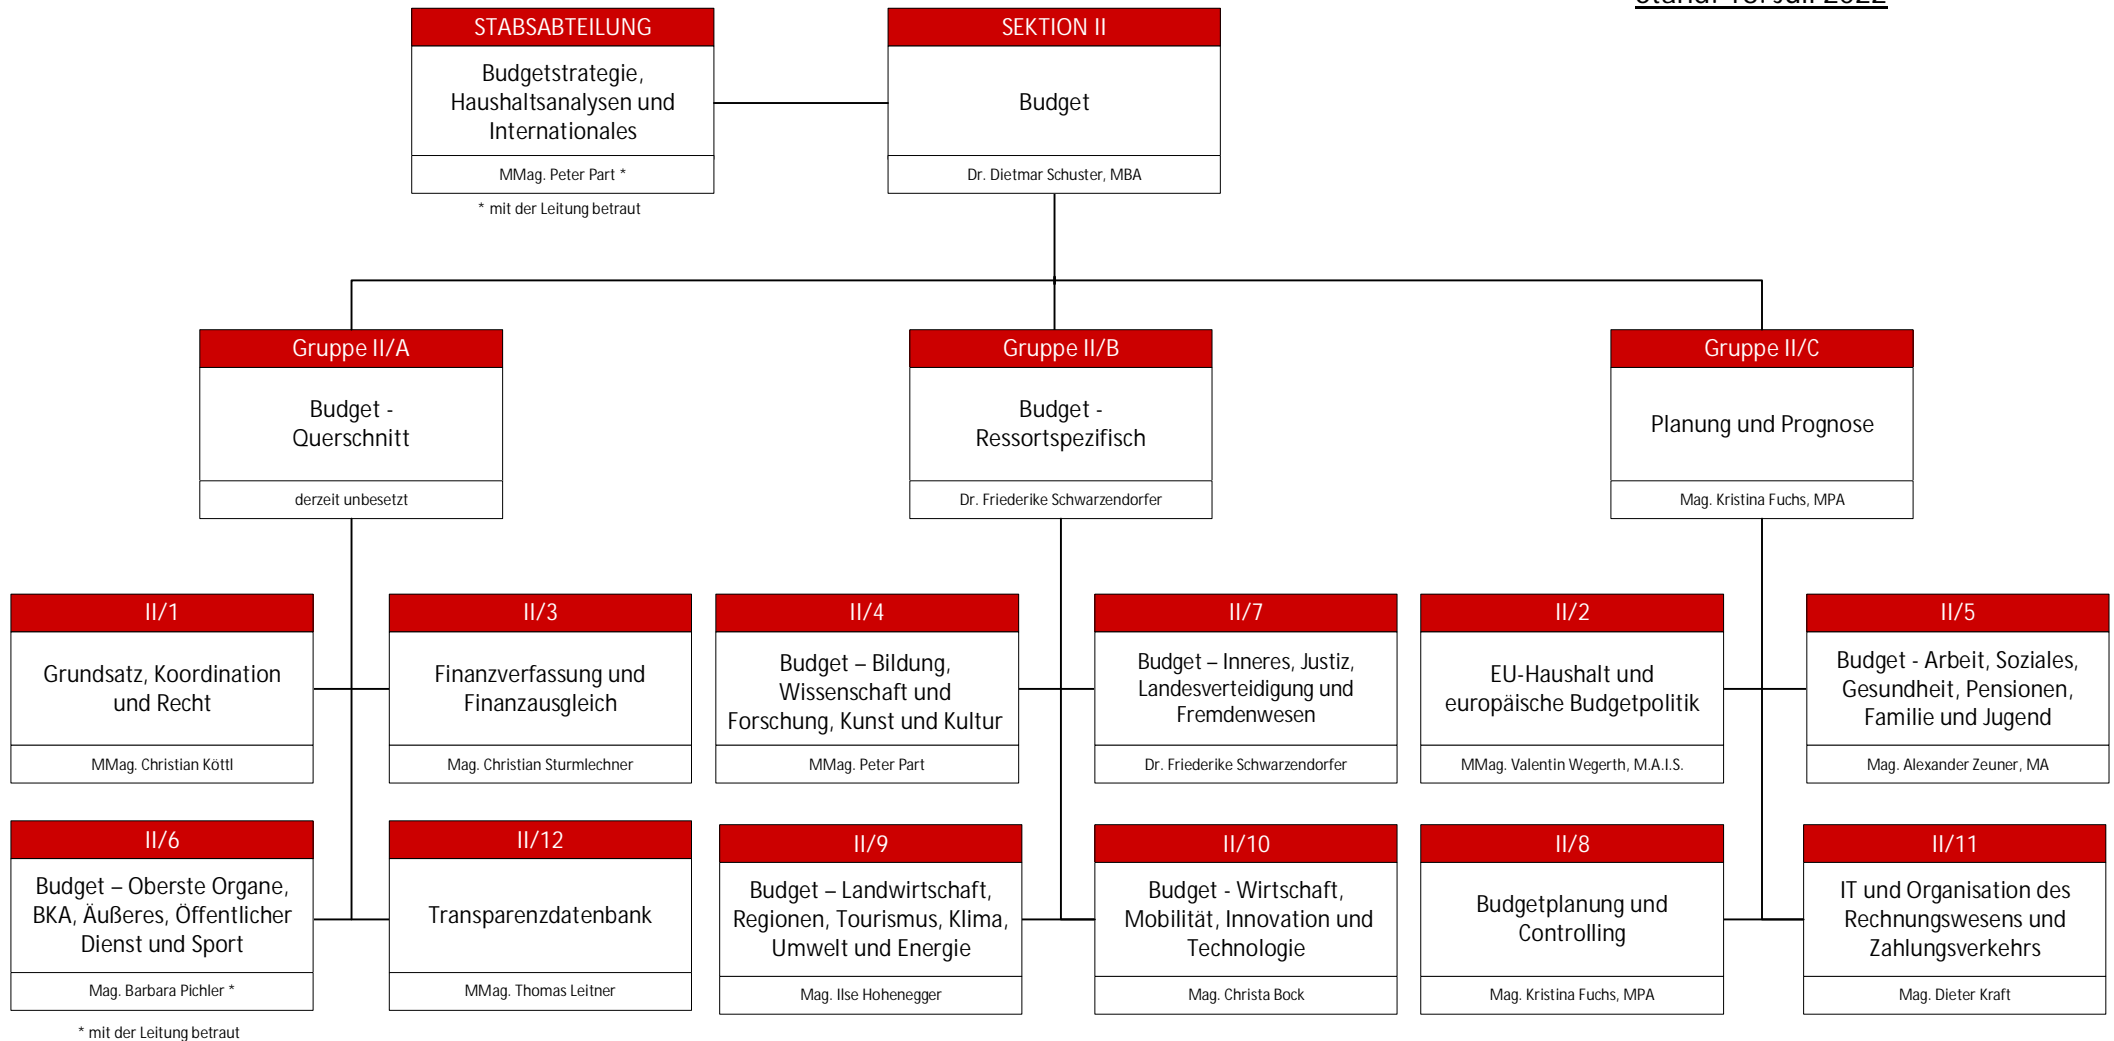 STABSABTEILUNG
Budgetstrategie,
Haushaltsanalysen und
Internationales
MMag. Peter Part *
* mit der Leitung betraut
SEKTION II
Budget
Dr. Dietmar Schuster, MBA
Gruppe II/A
Budget -
Querschnitt
derzeit unbesetzt
Gruppe II/B
Budget -
Ressortspezifisch
Dr. Friederike Schwarzendorfer
Gruppe II/C
Planung und Prognose
Mag. Kristina Fuchs, MPA
II/1
Grundsatz, Koordination
und Recht
MMag. Christian Köttl
II/3
Finanzverfassung und
Finanzausgleich
Mag. Christian Sturmlechner
II/4
Budget – Bildung,
Wissenschaft und
Forschung, Kunst und Kultur
MMag. Peter Part
II/7
Budget – Inneres, Justiz,
Landesverteidigung und
Fremdenwesen
Dr. Friederike Schwarzendorfer
II/2
EU-Haushalt und
europäische Budgetpolitik
MMag. Valentin Wegerth, M.A.I.S.
II/5
Budget - Arbeit, Soziales,
Gesundheit, Pensionen,
Familie und Jugend
Mag. Alexander Zeuner, MA
II/6
Budget – Oberste Organe,
BKA, Äußeres, Öffentlicher
Dienst und Sport
Mag. Barbara Pichler *
* mit der Leitung betraut
II/12
Transparenzdatenbank
MMag. Thomas Leitner
II/9
Budget – Landwirtschaft,
Regionen, Tourismus, Klima,
Umwelt und Energie
Mag. Ilse Hohenegger
II/10
Budget - Wirtschaft,
Mobilität, Innovation und
Technologie
Mag. Christa Bock
II/8
Budgetplanung und
Controlling
Mag. Kristina Fuchs, MPA
II/11
IT und Organisation des
Rechnungswesens und
Zahlungsverkehrs
Mag. Dieter Kraft